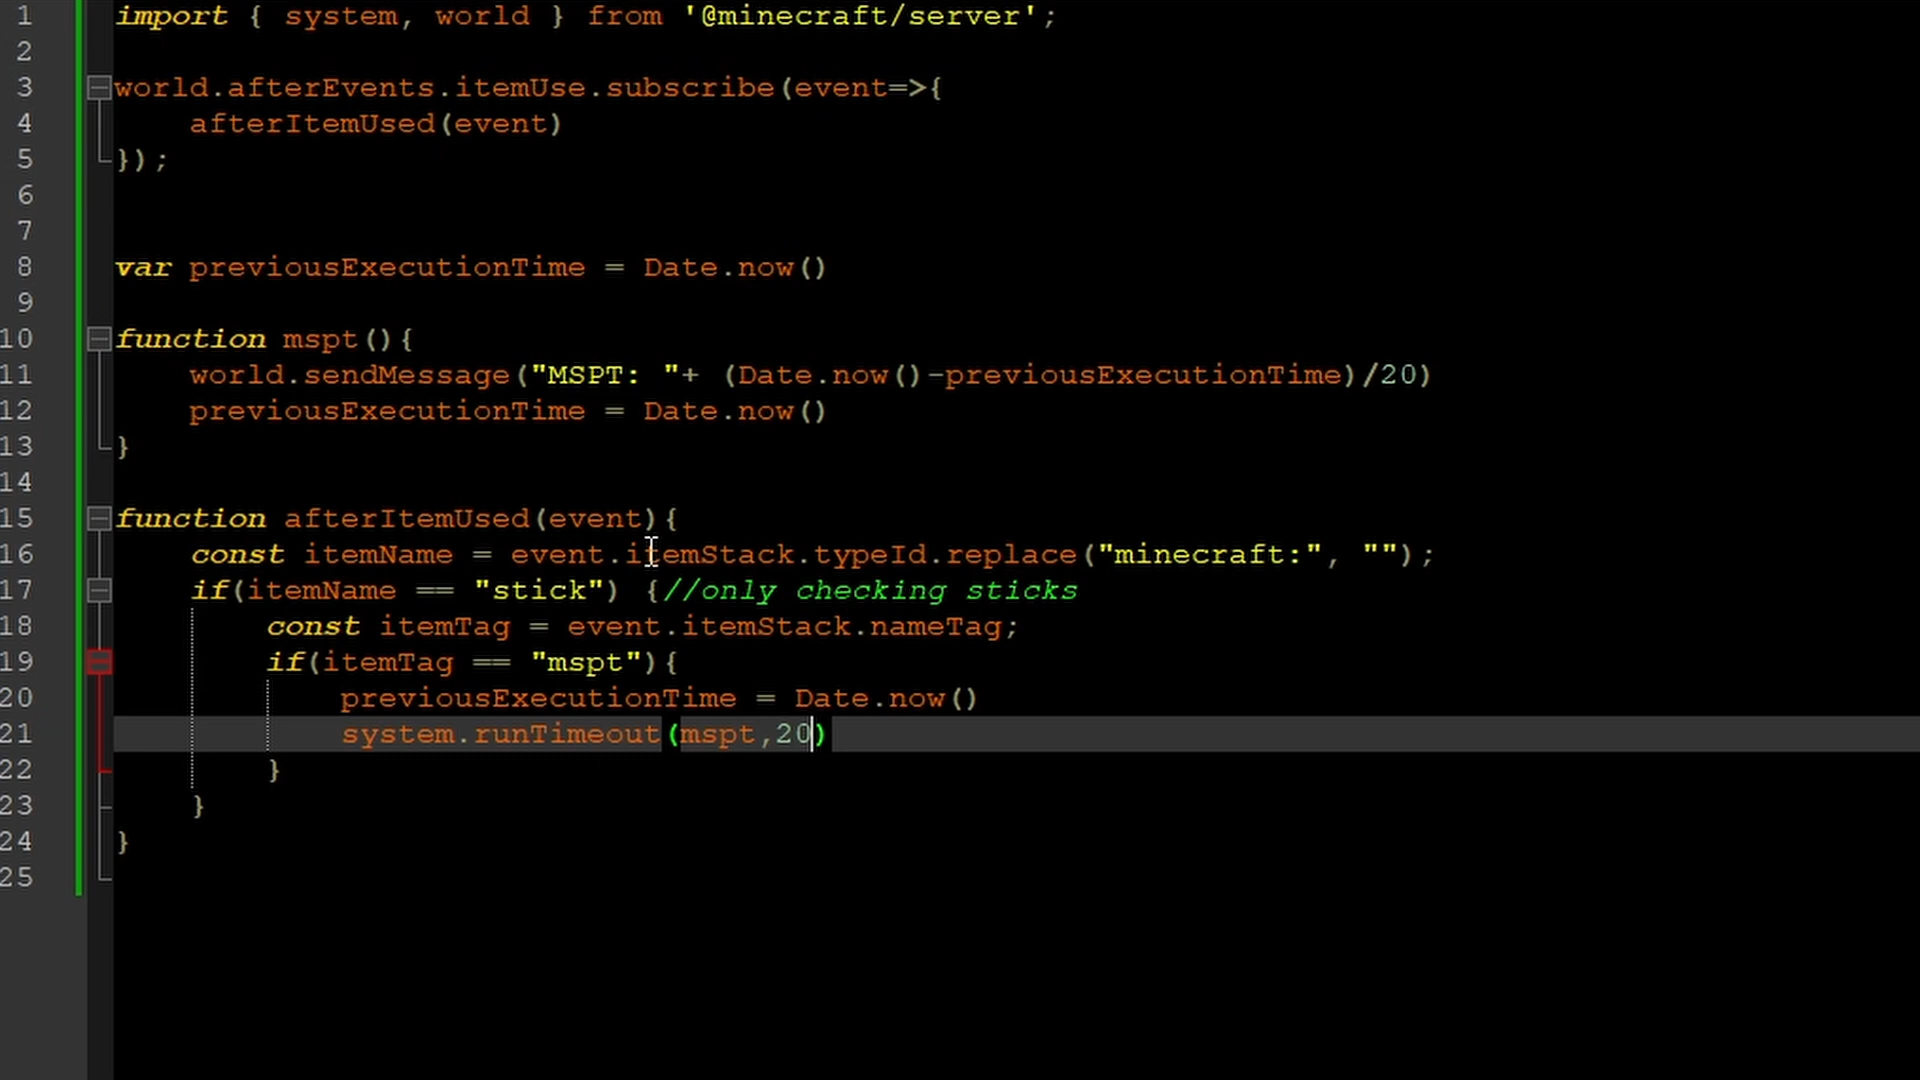 1 import { system, world } from '@minecraft/server';
2
3 world.afterEvents.itemUse.subscribe(event=>{
4     afterItemUsed(event)
5 });
6
7
8 var previousExecutionTime = Date.now()
9
10 function mspt(){
11     world.sendMessage("MSPT: "+ (Date.now()-previousExecutionTime)/20)
12     previousExecutionTime = Date.now()
13 }
14
15 function afterItemUsed(event){
16     const itemName = event.itemStack.typeId.replace("minecraft:", "");
17     if(itemName == "stick") {//only checking sticks
18         const itemTag = event.itemStack.nameTag;
19         if(itemTag == "mspt"){
20             previousExecutionTime = Date.now()
21             system.runTimeout(mspt,20)
22         }
23     }
24 }
25